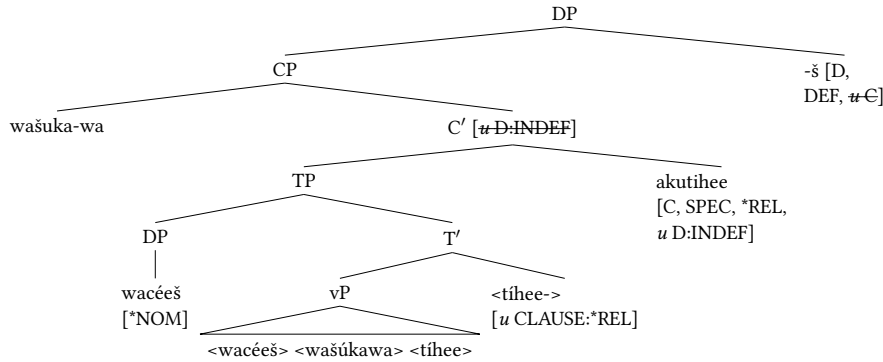 DP
CP
-š [D,
DEF, u C]
wašuka-wa
C′ [u D:INDEF]
TP
akutihee
[C, SPEC, *REL,
u D:INDEF]
DP
T′
wacéeš
[*NOM]
vP
<tíhee->
[u CLAUSE:*REL]
<wacéeš> <wašúkawa> <tíhee>